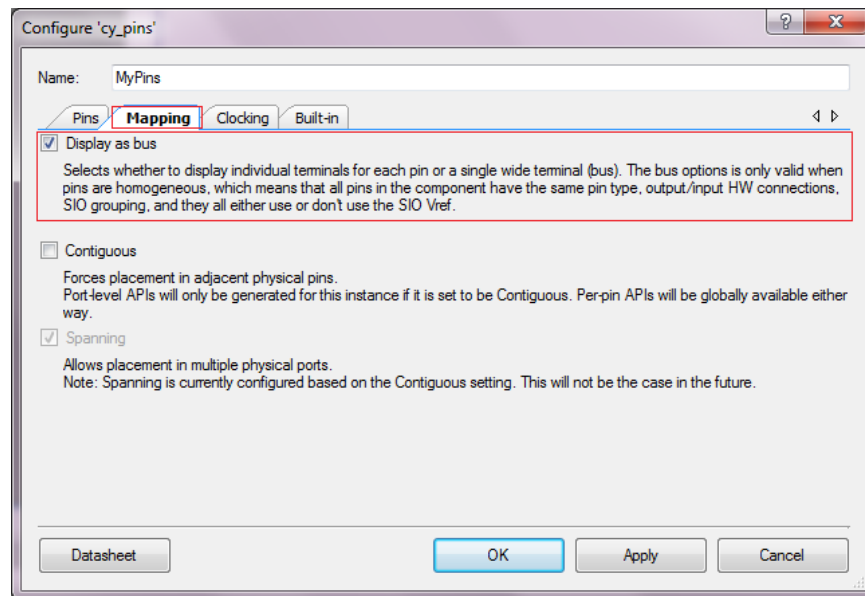 Configure 'cy_pins'
Name: MyPins
Pins Mapping Clocking Built-in
Display as bus
Selects whether to display individual terminals for each pin or a single wide terminal (bus). The bus options is only valid when
pins are homogeneous, which means that all pins in the component have the same pin type, output/input HW connections,
SIO grouping, and they all either use or don't use the SIO Vref.
Contiguous
Forces placement in adjacent physical pins.
Port-level APIs will only be generated for this instance if it is set to be Contiguous. Per-pin APIs will be globally available either
way.
Spanning
Allows placement in multiple physical ports.
Note: Spanning is currently configured based on the Contiguous setting. This will not be the case in the future.
Datasheet OK Apply Cancel